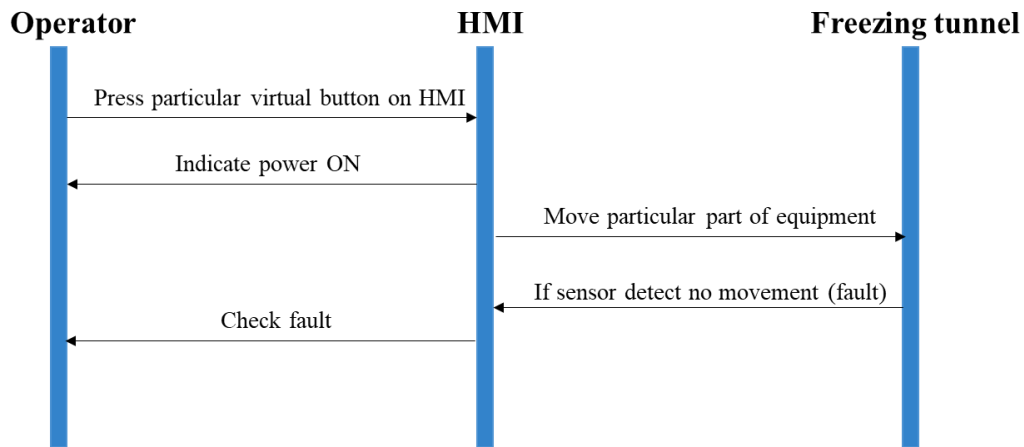 Operator
HMI
Freezing tunnel
Press particular virtual button on HMI
Indicate power ON
Move particular part of equipment
If sensor detect no movement (fault)
Check fault